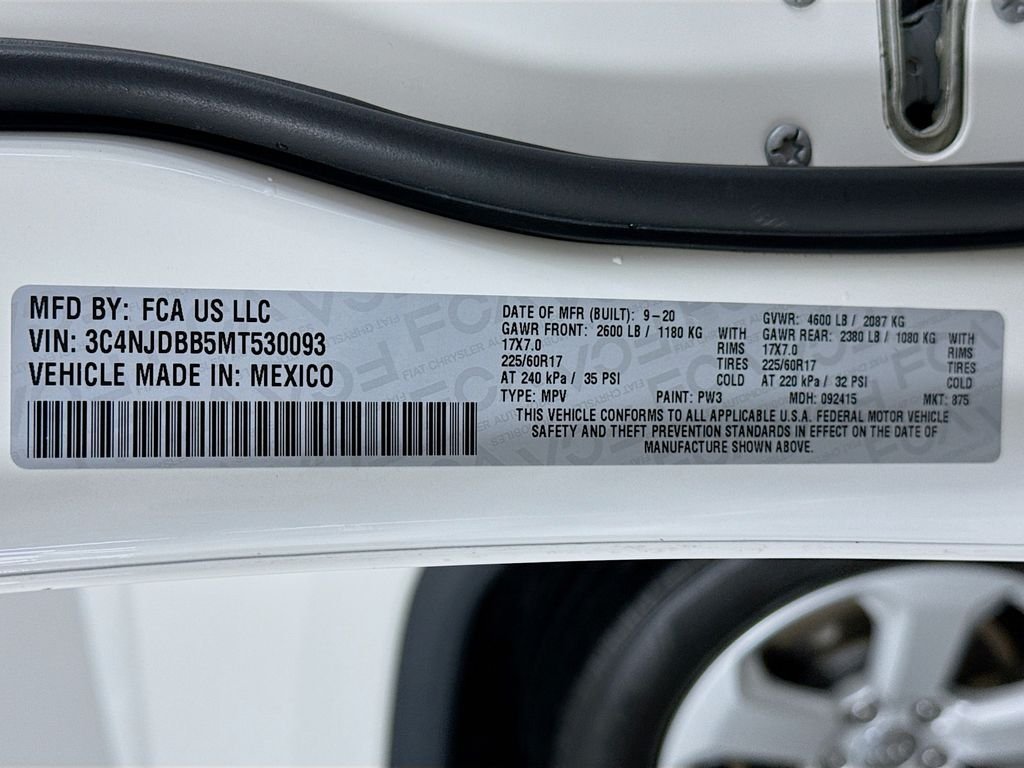 MFD BY: FCA US LLC
VIN: 3C4NJDBB5MT530093
VEHICLE MADE IN: MEXICO
DATE OF MFR (BUILT): 9-20
GAWR FRONT: 2600 LB / 1180 KG WITH
17X7.0 RIMS
225/60R17 TIRES
AT 240 kPa / 35 PSI COLD
GVWR: 4600 LB / 2087 KG
GAWR REAR: 2380 LB / 1080 KG WITH
17X7.0 RIMS
225/60R17 TIRES
AT 220 kPa / 32 PSI COLD
TYPE: MPV PAINT: PW3 MDH: 092415 MKT: 875
THIS VEHICLE CONFORMS TO ALL APPLICABLE U.S.A. FEDERAL MOTOR VEHICLE
SAFETY AND THEFT PREVENTION STANDARDS IN EFFECT ON THE DATE OF
MANUFACTURE SHOWN ABOVE.